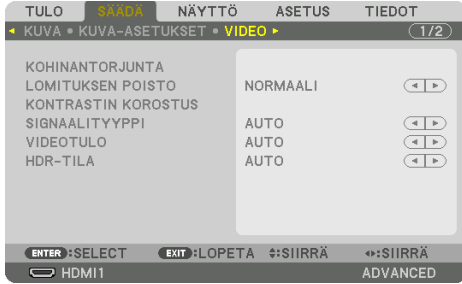 TULO SÄÄDÄ NÄYTTÖ ASETUS TIEDOT
KUVA • KUVA-ASETUKSET • VIDEO 1/2
KOHINANTORJUNTA
LOMITUKSEN POISTO NORMAALI
KONTRASTIN KOROSTUS
SIGNAALITYYPPI AUTO
VIDEOTULO AUTO
HDR-TILA AUTO
ENTER :SELECT EXIT :LOPETA :SIIRRÄ :SIIRRÄ
HDMI1 ADVANCED